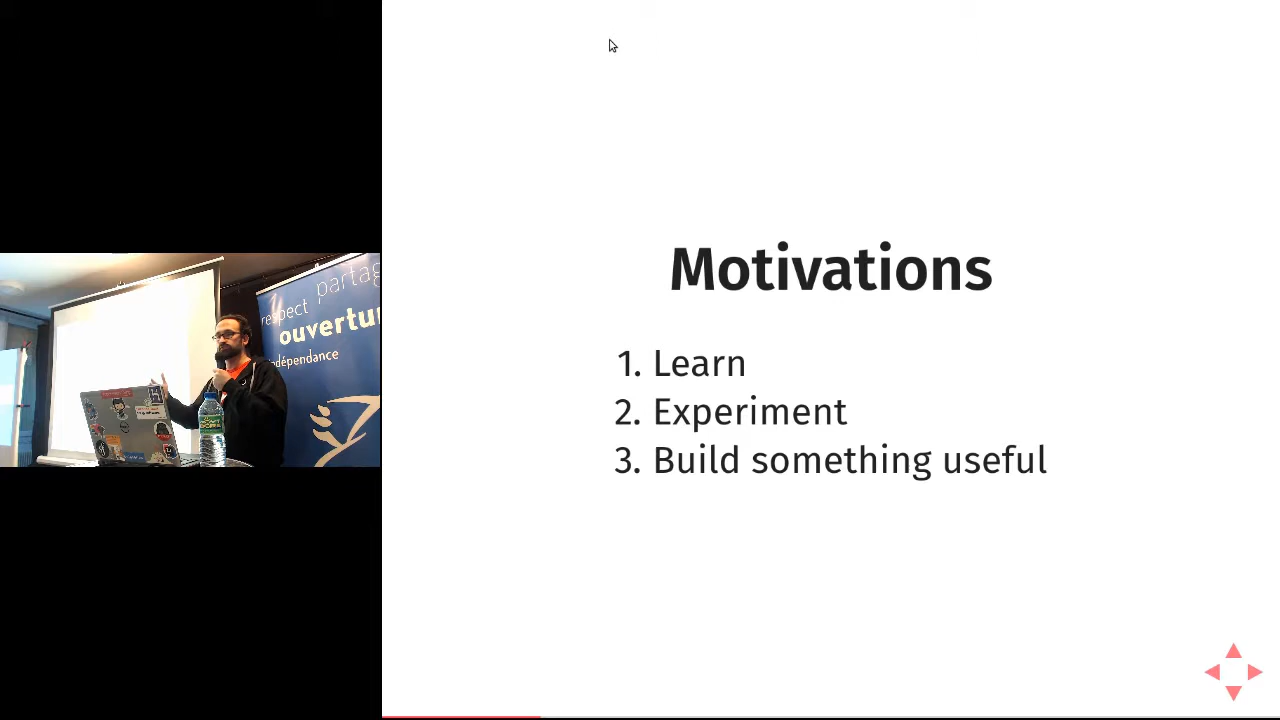 Motivations
1. Learn
2. Experiment
3. Build something useful
respect partag
ouvertu
indépendance